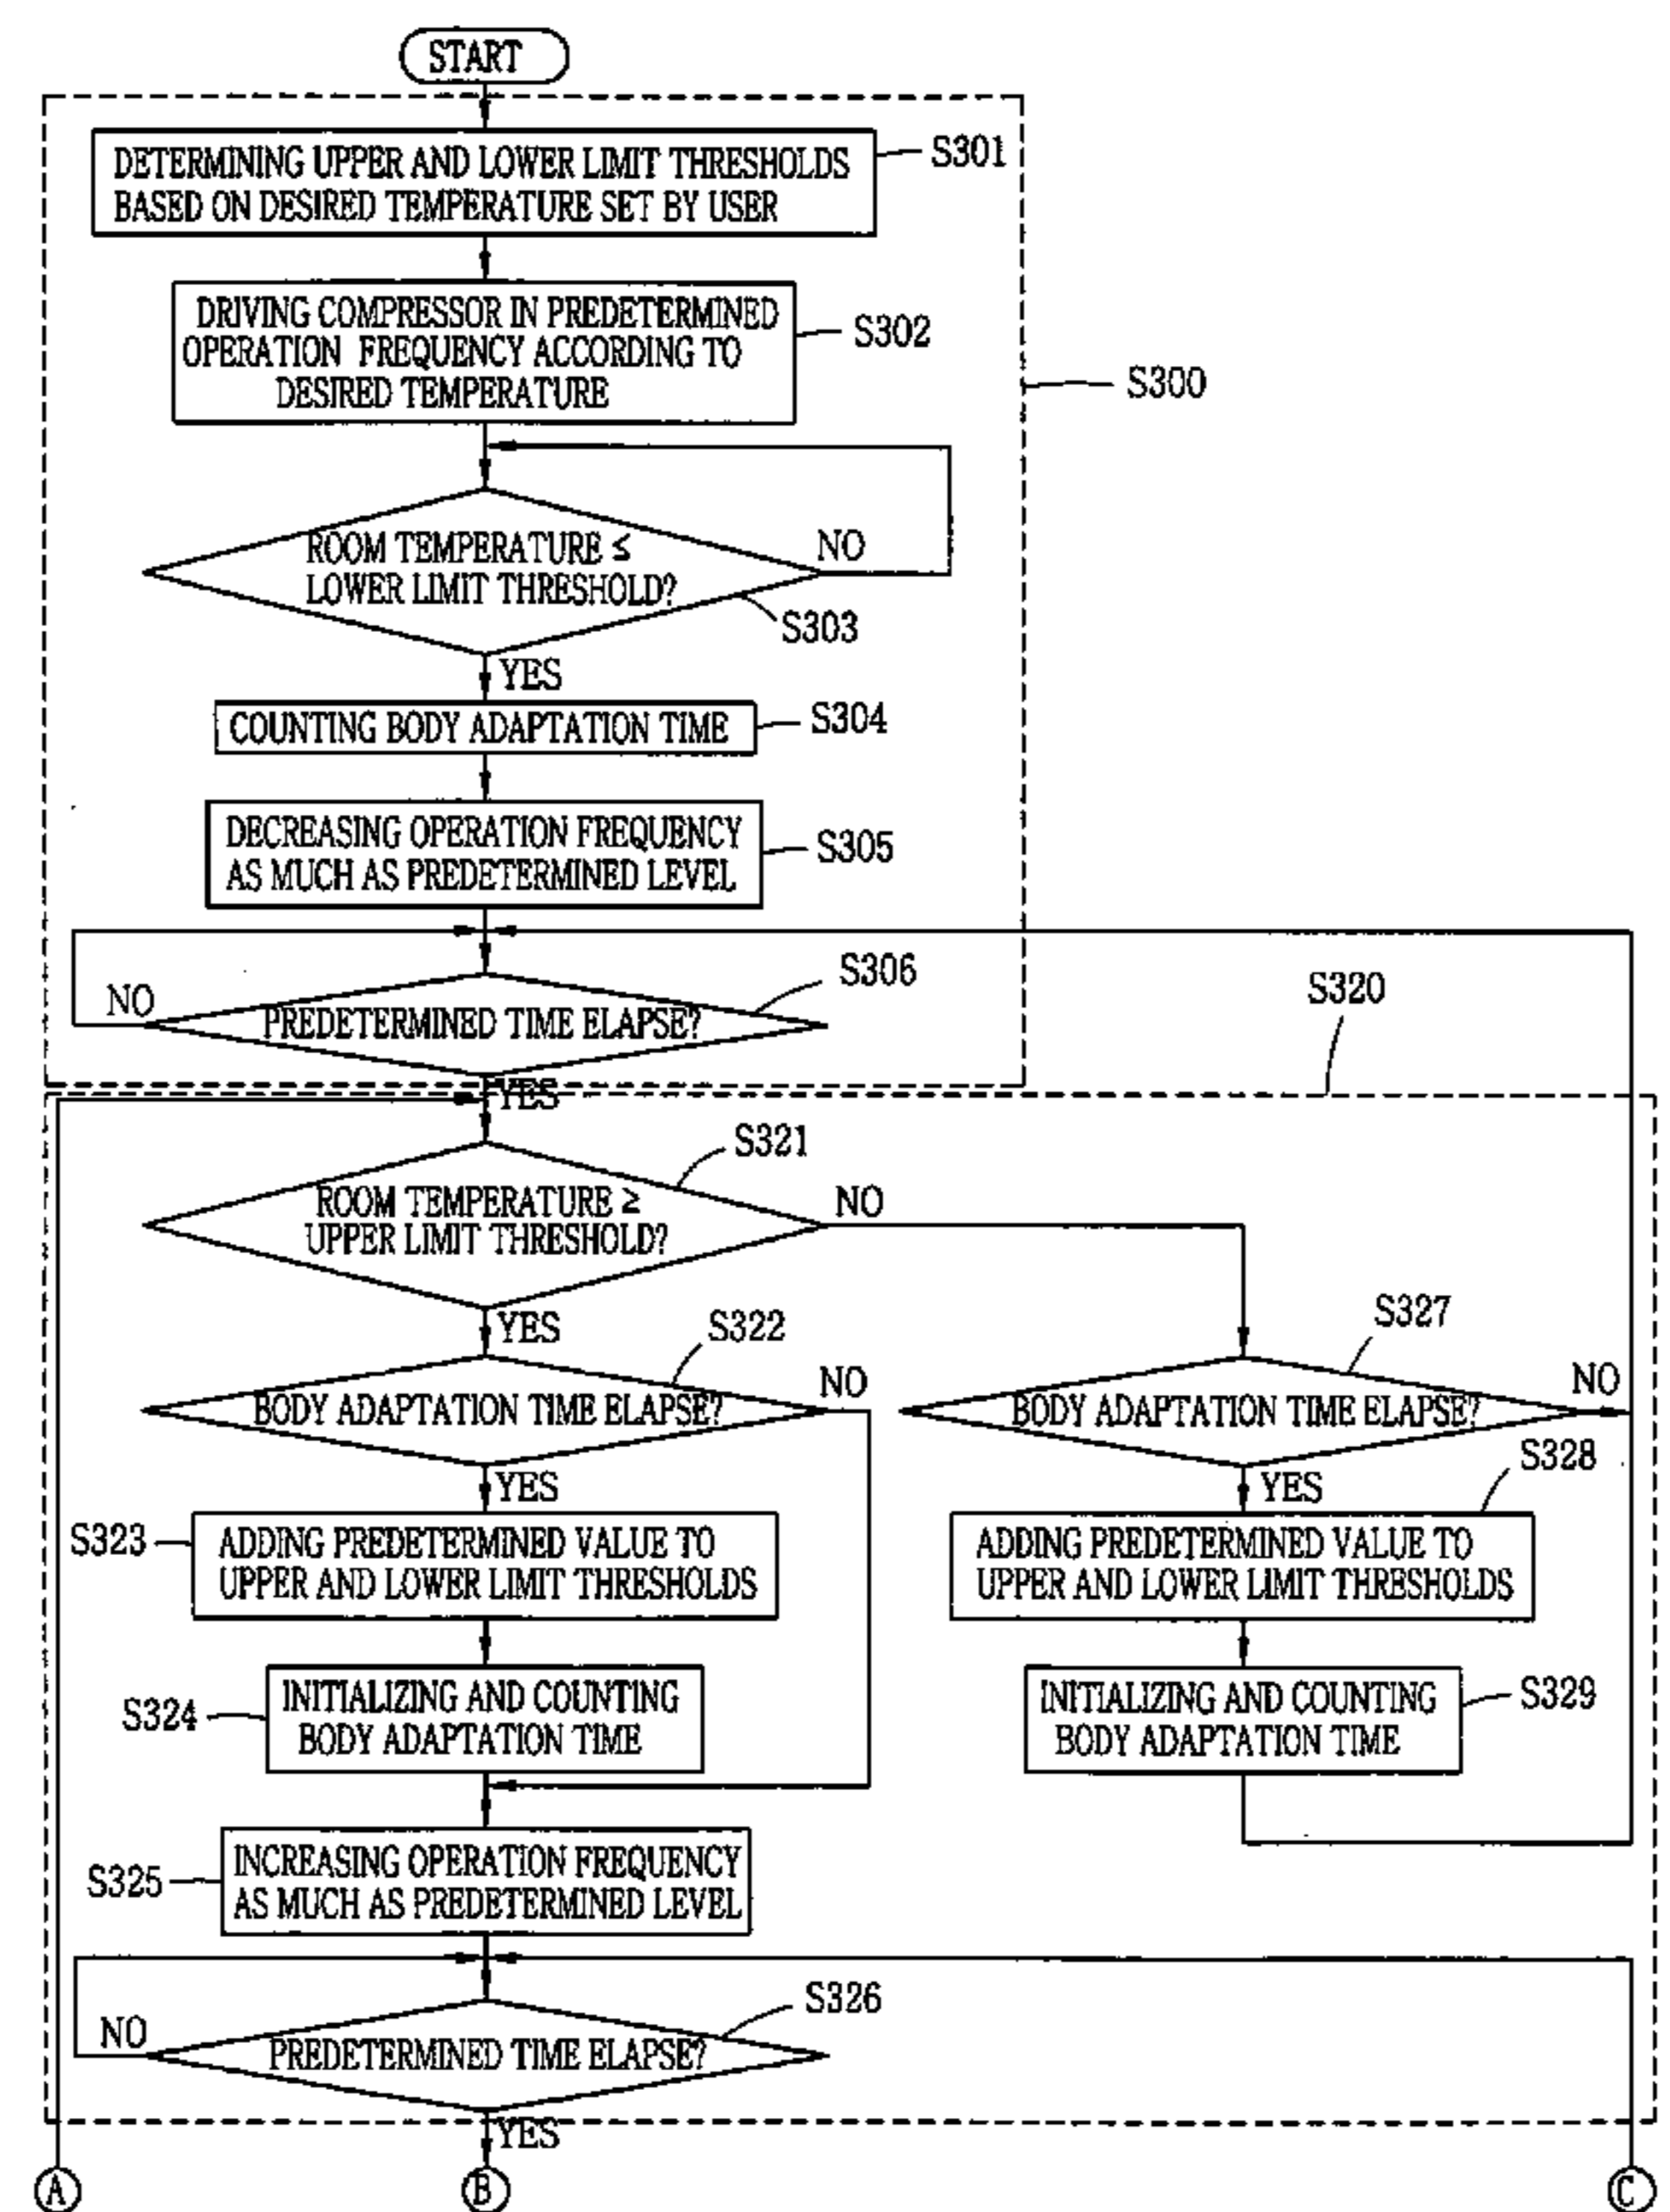 START
DETERMINING UPPER AND LOWER LIMIT THRESHOLDS
BASED ON DESIRED TEMPERATURE SET BY USER
S301
DRIVING COMPRESSOR IN PREDETERMINED
OPERATION FREQUENCY ACCORDING TO
DESIRED TEMPERATURE
S302
S300
ROOM TEMPERATURE ≤
LOWER LIMIT THRESHOLD?
NO
S303
YES
COUNTING BODY ADAPTATION TIME
S304
DECREASING OPERATION FREQUENCY
AS MUCH AS PREDETERMINED LEVEL
S305
S306
NO
PREDETERMINED TIME ELAPSE?
S320
YES
S321
ROOM TEMPERATURE ≥
UPPER LIMIT THRESHOLD?
NO
YES
S322
S327
BODY ADAPTATION TIME ELAPSE?
NO
BODY ADAPTATION TIME ELAPSE?
NO
YES
YES
S328
S323
ADDING PREDETERMINED VALUE TO
UPPER AND LOWER LIMIT THRESHOLDS
ADDING PREDETERMINED VALUE TO
UPPER AND LOWER LIMIT THRESHOLDS
S324
INITIALIZING AND COUNTING
BODY ADAPTATION TIME
INITIALIZING AND COUNTING
BODY ADAPTATION TIME
S329
S325
INCREASING OPERATION FREQUENCY
AS MUCH AS PREDETERMINED LEVEL
S326
NO
PREDETERMINED TIME ELAPSE?
YES
A
B
C